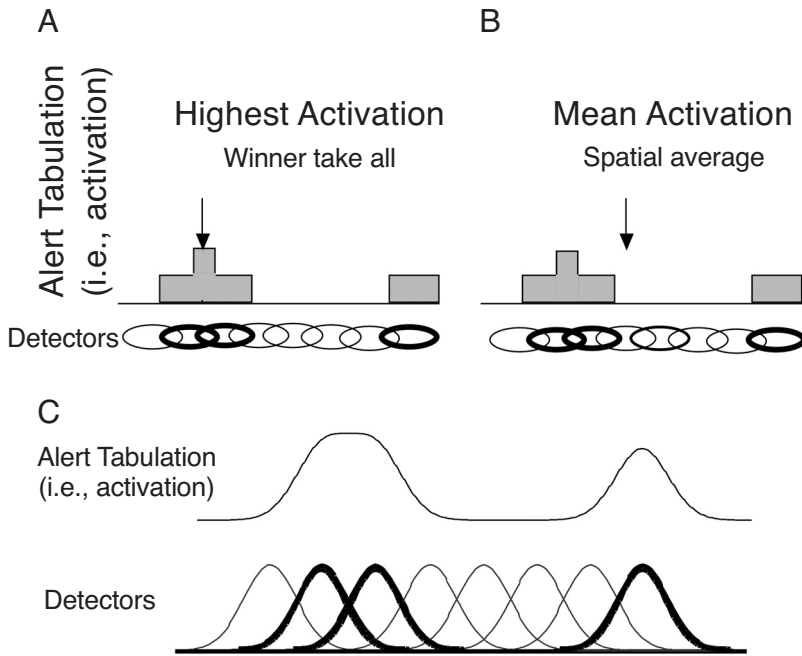 A
Alert Tabulation
(i.e., activation)
Highest Activation
Winner take all
Detectors
B
Mean Activation
Spatial average
C
Alert Tabulation
(i.e., activation)
Detectors